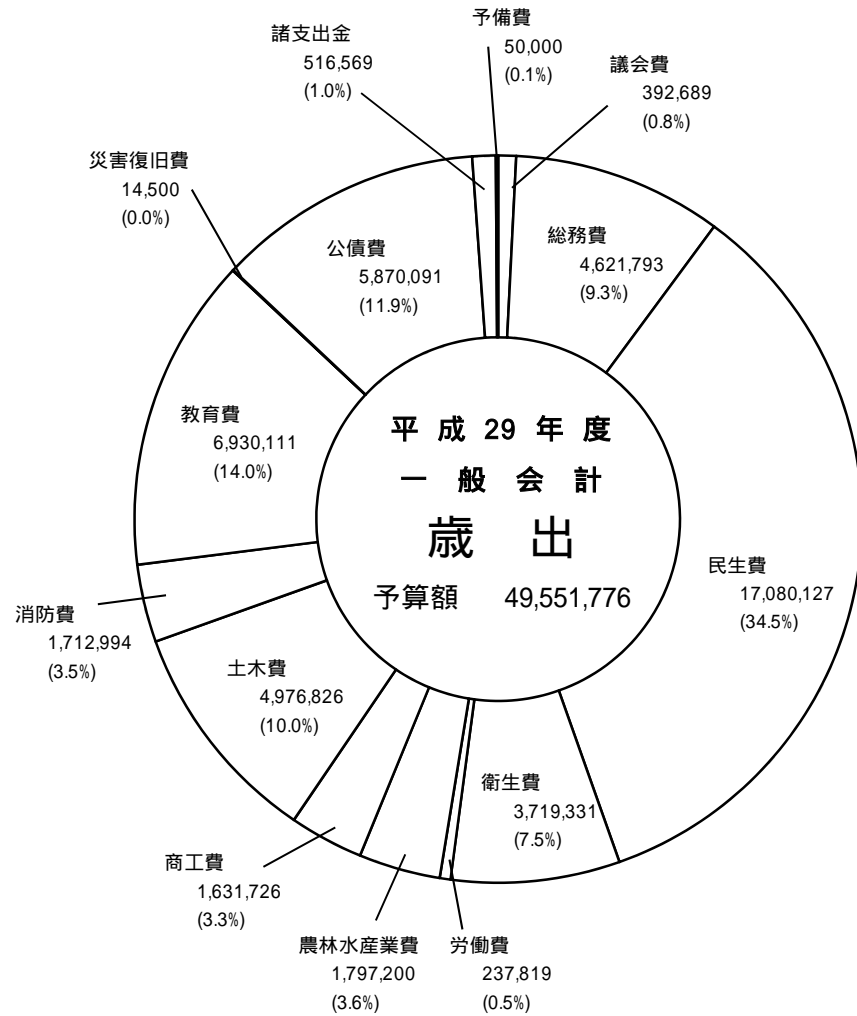 予備費
50,000
(0.1%)
議会費
392,689
(0.8%)
総務費
4,621,793
(9.3%)
民生費
17,080,127
(34.5%)
衛生費
3,719,331
(7.5%)
労働費
237,819
(0.5%)
農林水産業費
1,797,200
(3.6%)
商工費
1,631,726
(3.3%)
土木費
4,976,826
(10.0%)
消防費
1,712,994
(3.5%)
教育費
6,930,111
(14.0%)
災害復旧費
14,500
(0.0%)
公債費
5,870,091
(11.9%)
諸支出金
516,569
(1.0%)
平成29年度
一般会計
歳出
予算額 49,551,776